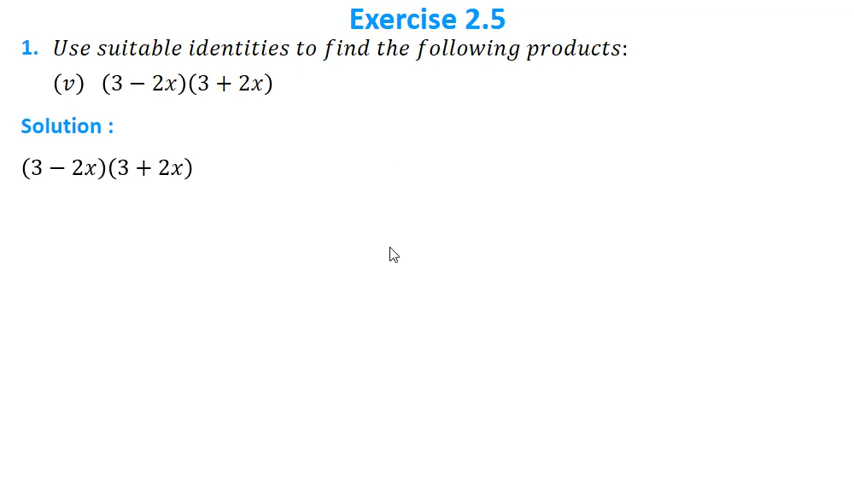 Exercise 2.5
1. Use suitable identities to find the following products:
(v) (3 − 2x)(3 + 2x)
Solution :
(3 − 2x)(3 + 2x)